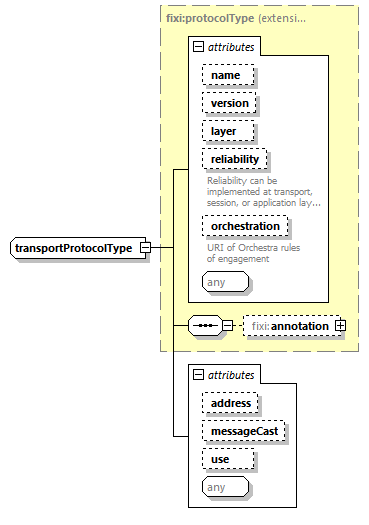 fixi:protocolType (extensi...
attributes
name
version
layer
reliability
Reliability can be
implemented at transport,
session, or application lay...
orchestration
URI of Orchestra rules
of engagement
any
transportProtocolType
fixi:annotation
attributes
address
messageCast
use
any